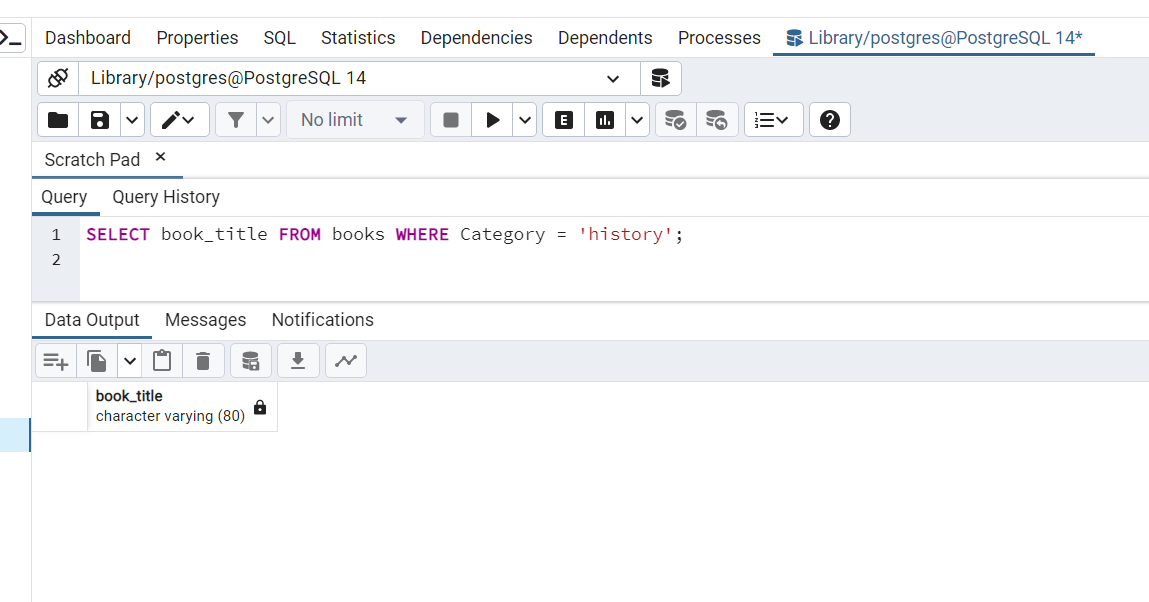 Dashboard Properties SQL Statistics Dependencies Dependents Processes Library/postgres@PostgreSQL 14*
Library/postgres@PostgreSQL 14
No limit E
Scratch Pad
Query Query History
1 SELECT book_title FROM books WHERE Category = 'history';
2
Data Output Messages Notifications
book_title
character varying (80)